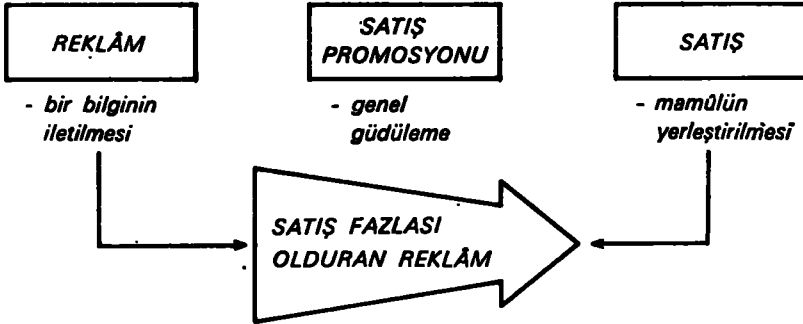 REKLÂM
SATIŞ
PROMOSYONU
SATIŞ
- bir bilginin
iletilmesi
- genel
güdüleme
- mamûlün
yerleştirilmesi
SATIŞ FAZLASI
OLDURAN REKLÂM